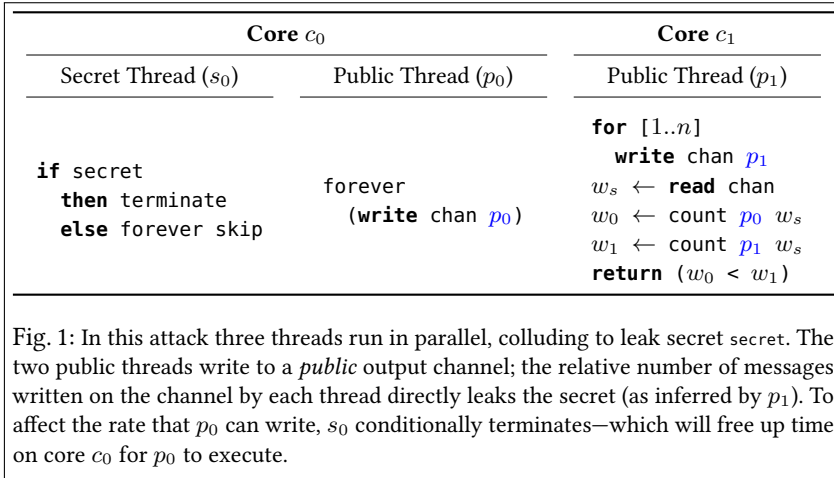 Core c₀ Core c₁
Secret Thread (s₀) Public Thread (p₀) Public Thread (p₁)
if secret
then terminate
else forever skip
forever
(write chan p₀)
for [1..n]
write chan p₁
wₛ ← read chan
w₀ ← count p₀ wₛ
w₁ ← count p₁ wₛ
return (w₀ < w₁)
Fig. 1: In this attack three threads run in parallel, colluding to leak secret secret. The
two public threads write to a public output channel; the relative number of messages
written on the channel by each thread directly leaks the secret (as inferred by p₁). To
affect the rate that p₀ can write, s₀ conditionally terminates—which will free up time
on core c₀ for p₀ to execute.